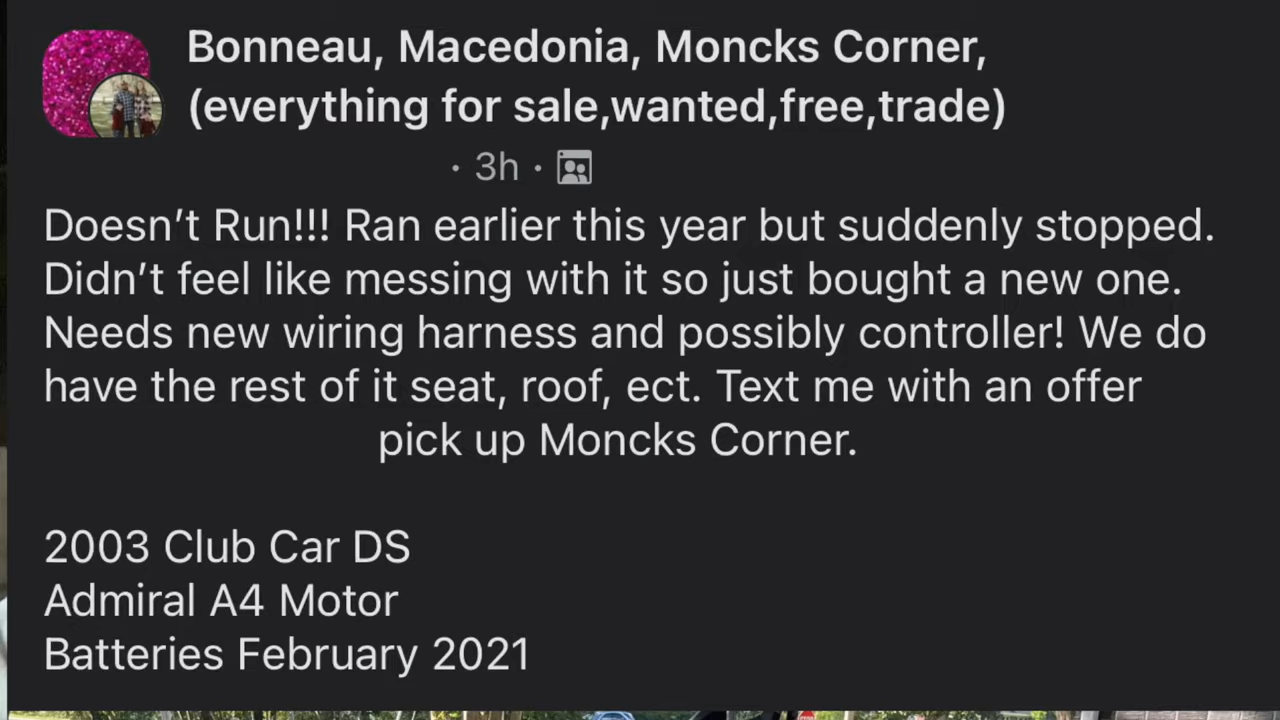 Bonneau, Macedonia, Moncks Corner,
(everything for sale,wanted,free,trade)
· 3h ·
Doesn’t Run!!! Ran earlier this year but suddenly stopped.
Didn’t feel like messing with it so just bought a new one.
Needs new wiring harness and possibly controller! We do
have the rest of it seat, roof, ect. Text me with an offer
pick up Moncks Corner.
2003 Club Car DS
Admiral A4 Motor
Batteries February 2021